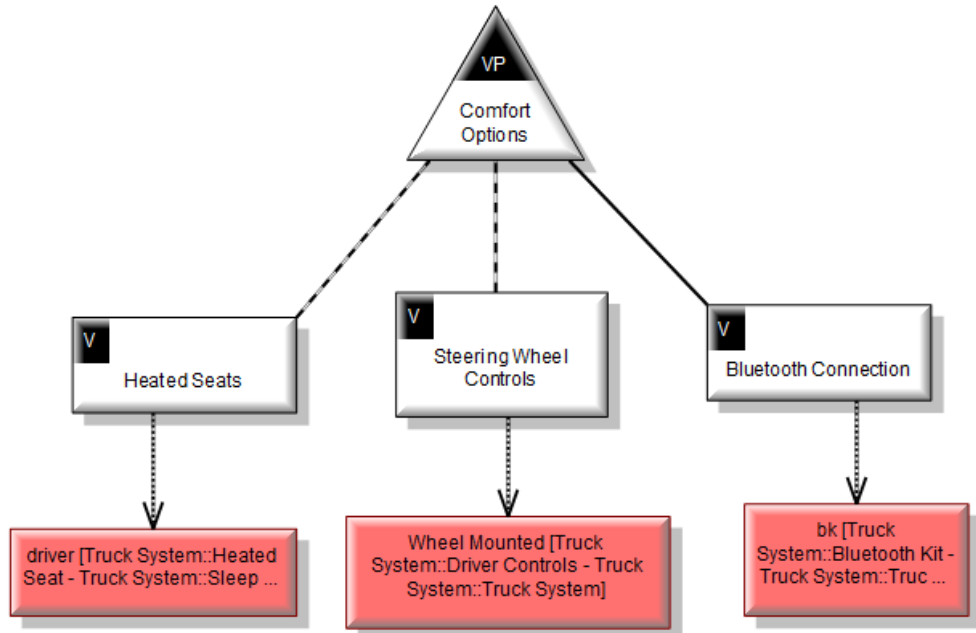 VP
Comfort
Options
V
Heated Seats
V
Steering Wheel
Controls
V
Bluetooth Connection
driver [Truck System::Heated
Seat - Truck System::Sleep ...
Wheel Mounted [Truck
System::Driver Controls - Truck
System::Truck System]
bk [Truck
System::Bluetooth Kit -
Truck System::Truc ...